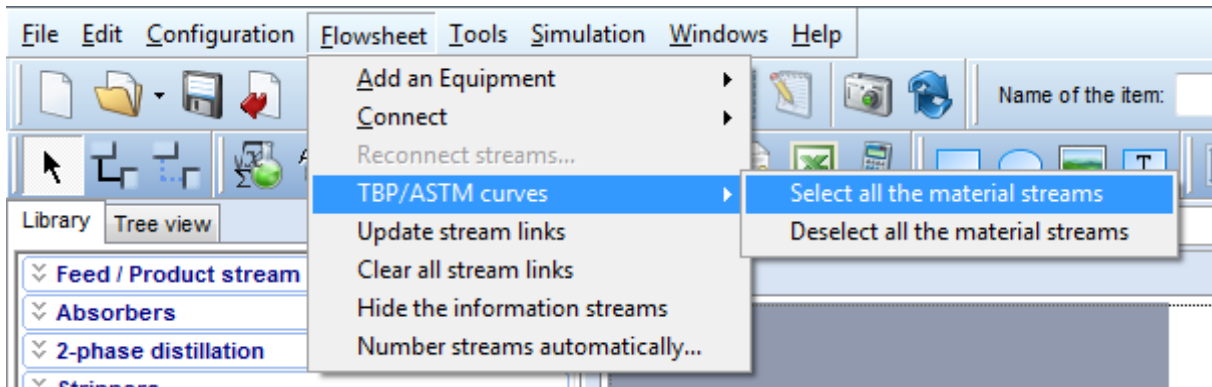 File Edit Configuration Flowsheet Tools Simulation Windows Help
Name of the item:
Add an Equipment
Connect
Reconnect streams...
TBP/ASTM curves
Select all the material streams
Deselect all the material streams
Update stream links
Clear all stream links
Hide the information streams
Number streams automatically...
Library Tree view
Feed / Product stream
Absorbers
2-phase distillation
Strippers